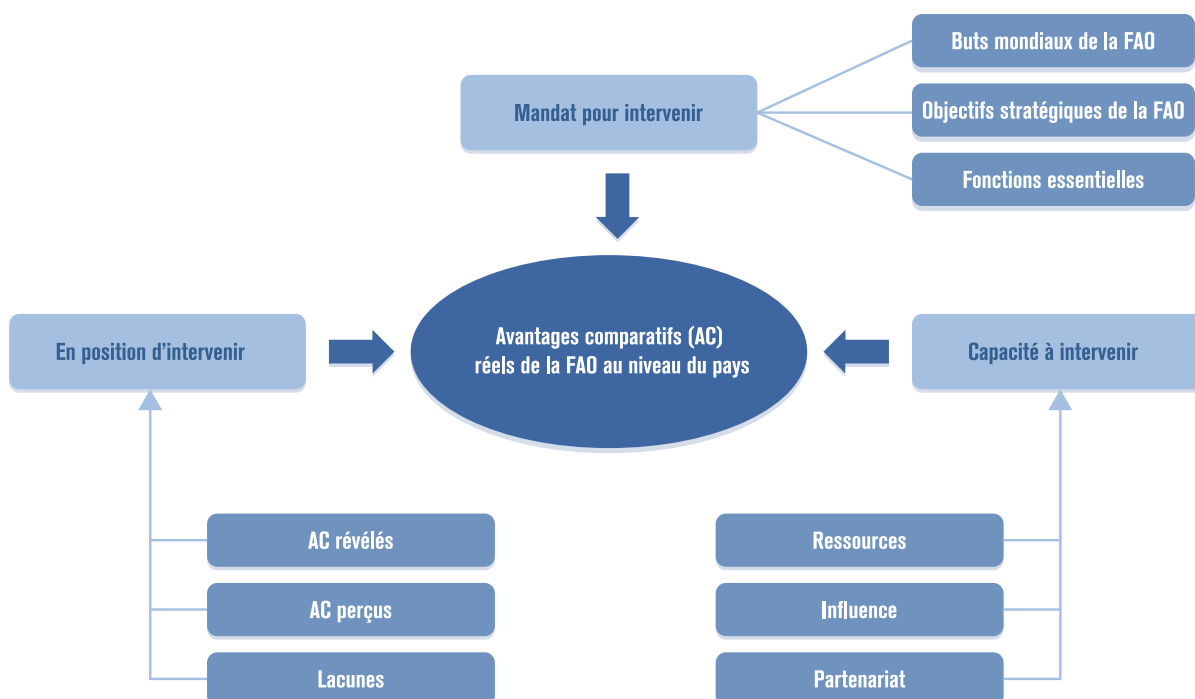 Buts mondiaux de la FAO
Mandat pour intervenir
Objectifs stratégiques de la FAO
Fonctions essentielles
En position d’intervenir
Avantages comparatifs (AC)
réels de la FAO au niveau du pays
Capacité à intervenir
AC révélés
AC perçus
Lacunes
Ressources
Influence
Partenariat